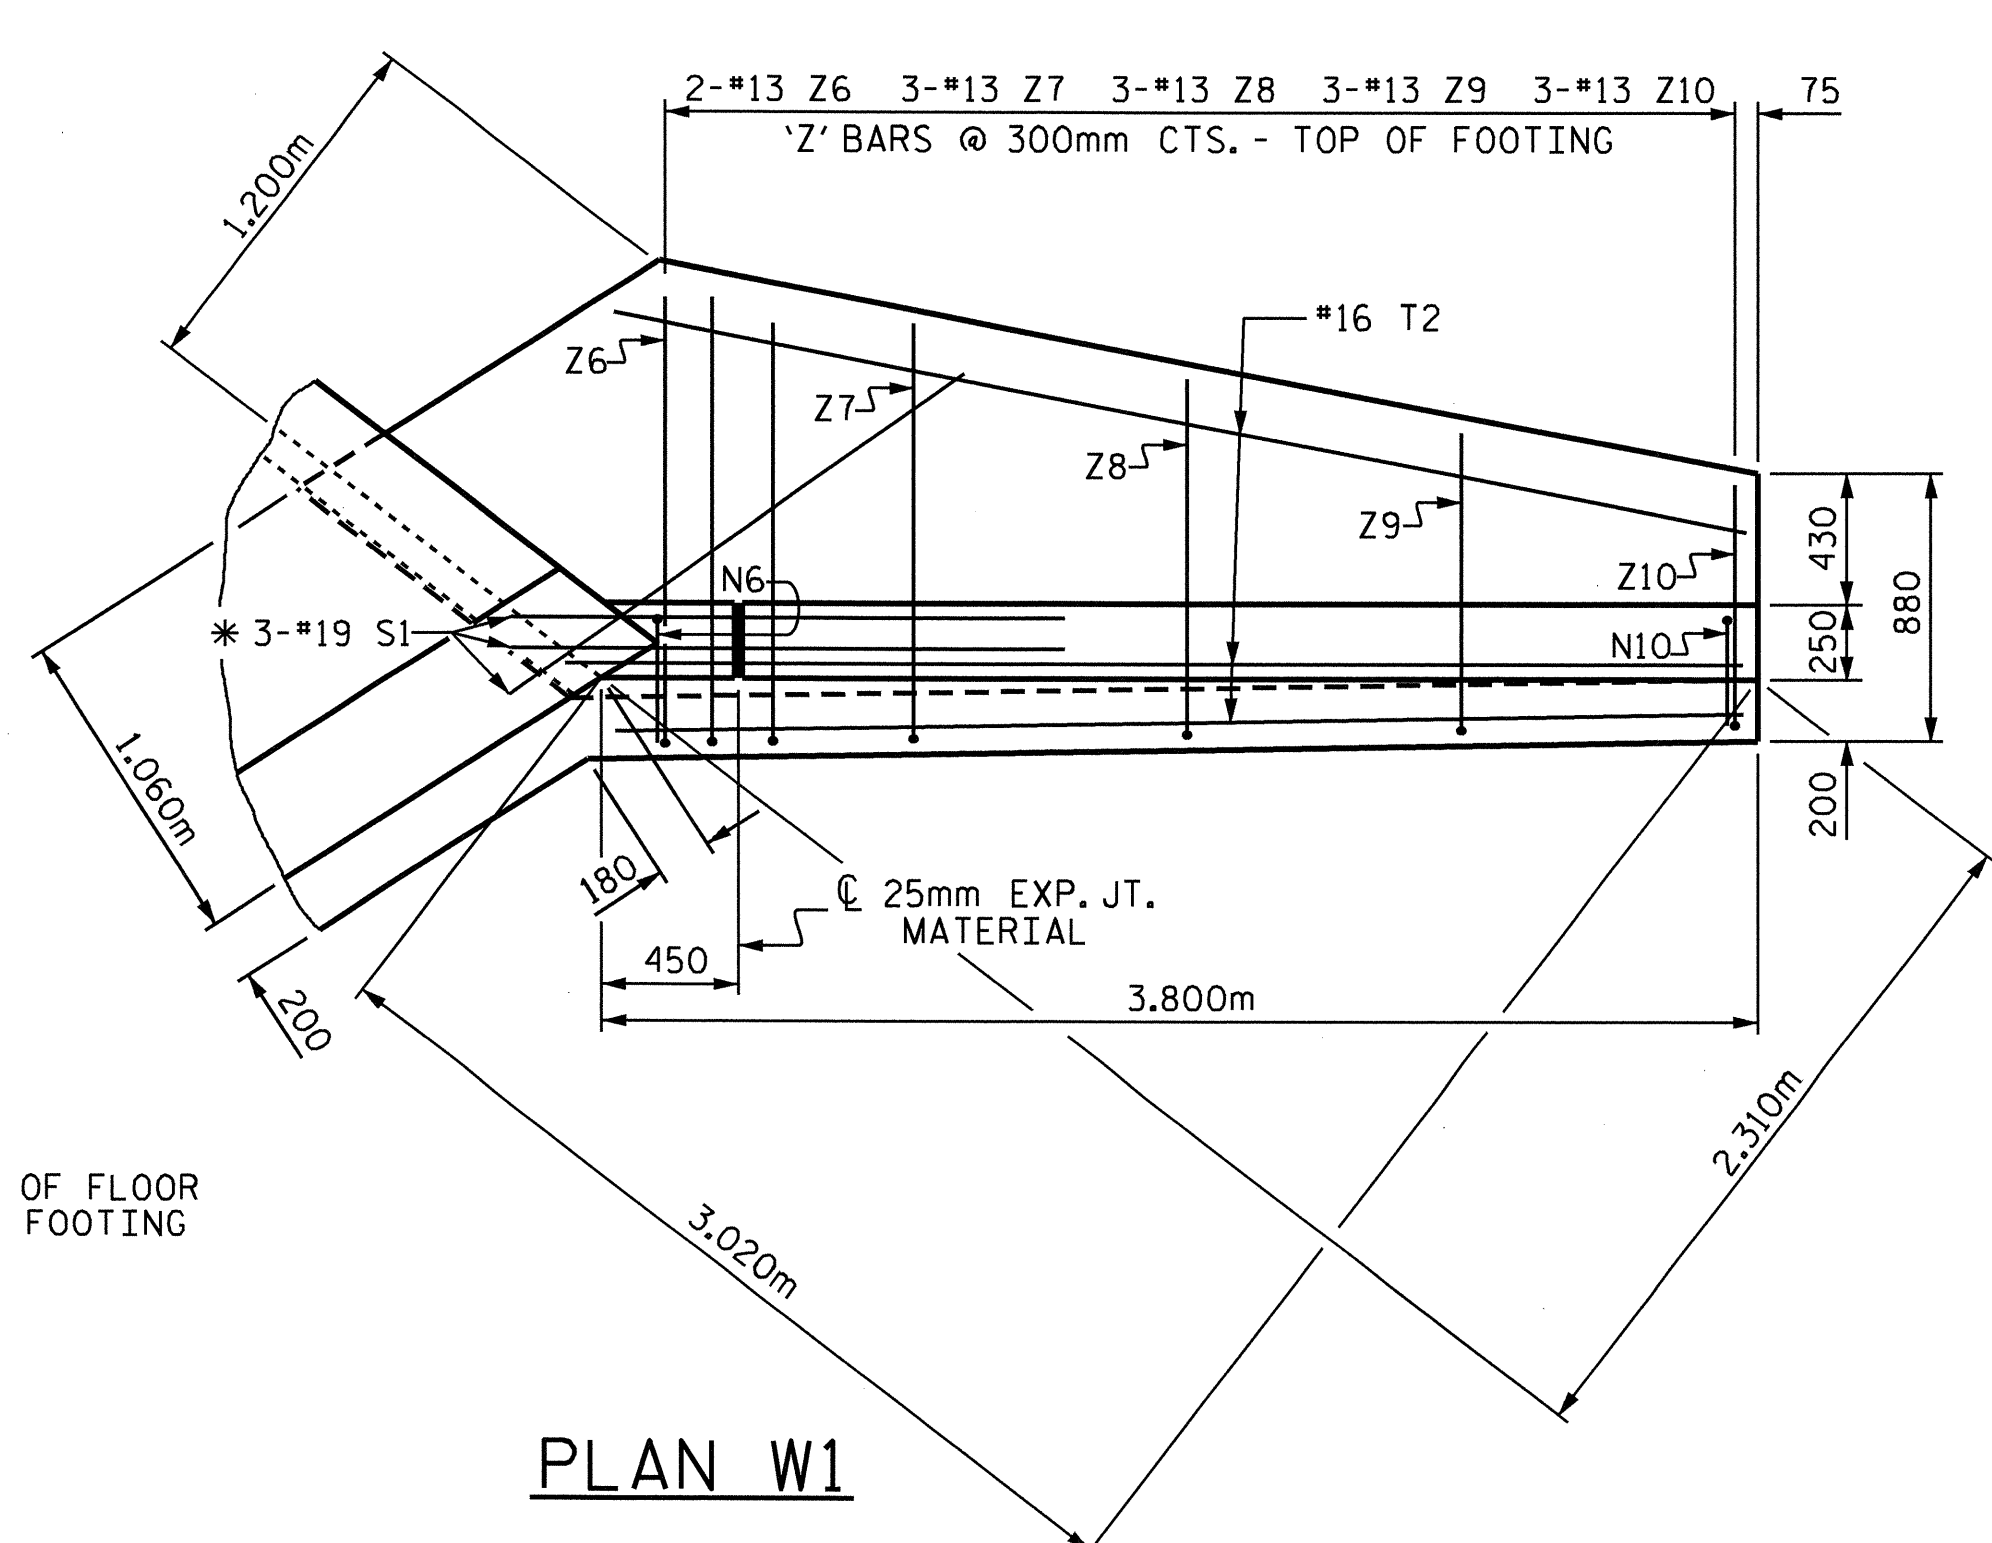 2-#13 Z6 3-#13 Z7 3-#13 Z8 3-#13 Z9 3-#13 Z10 75
'Z' BARS @ 300mm CTS. - TOP OF FOOTING
1.200m
#16 T2
Z6
Z7
Z8
Z9
Z10
430
880
250
N6
N10
* 3-#19 S1
1.060m
200
180
℄ 25mm EXP. JT.
MATERIAL
450
3.800m
200
2.310m
OF FLOOR
FOOTING
3.020m
PLAN W1